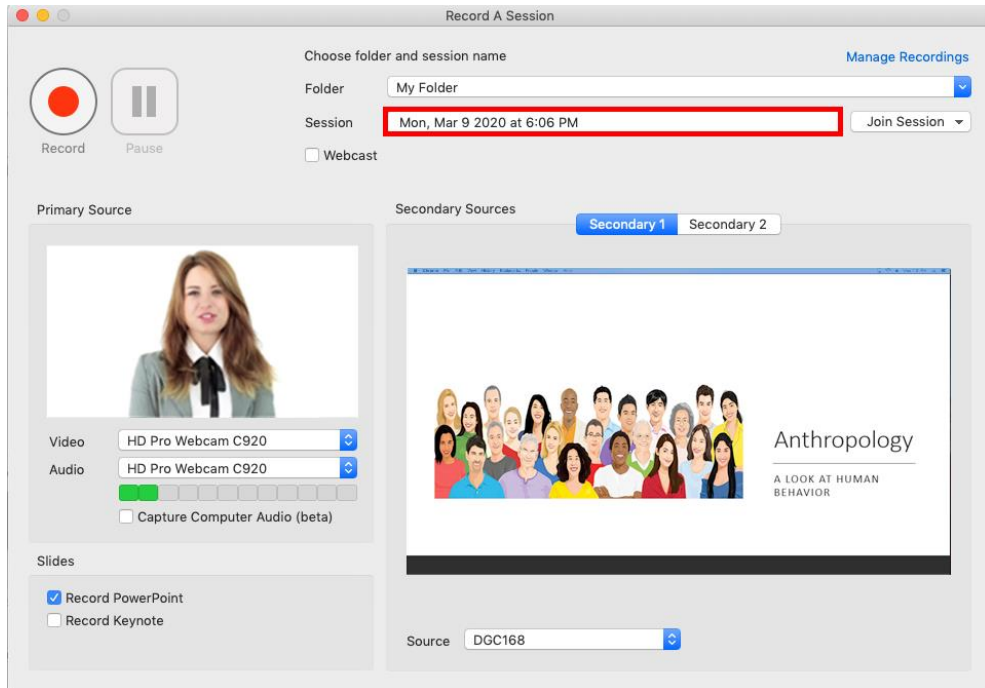 Record A Session
Choose folder and session name
Manage Recordings
Folder
My Folder
Session
Mon, Mar 9 2020 at 6:06 PM
Join Session
Record
Pause
Webcast
Primary Source
Secondary Sources
Secondary 1
Secondary 2
Anthropology
A LOOK AT HUMAN
BEHAVIOR
Video
HD Pro Webcam C920
Audio
HD Pro Webcam C920
Capture Computer Audio (beta)
Slides
Record PowerPoint
Record Keynote
Source
DGC168